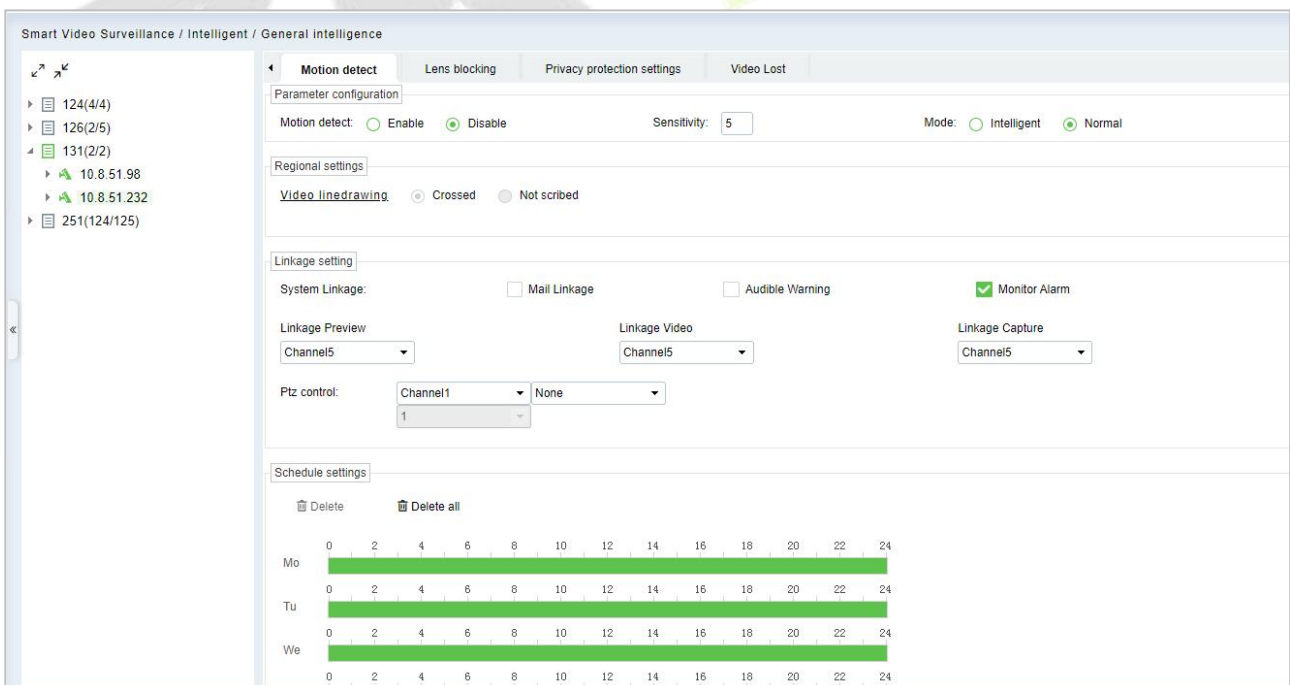 Smart Video Surveillance / Intelligent / General intelligence
Motion detect Lens blocking Privacy protection settings Video Lost
124(4/4)
126(2/5)
131(2/2)
10.8.51.98
10.8.51.232
251(124/125)
Parameter configuration
Motion detect: Enable Disable Sensitivity: 5 Mode: Intelligent Normal
Regional settings
Video linedrawing Crossed Not scribed
Linkage setting
System Linkage: Mail Linkage Audible Warning Monitor Alarm
Linkage Preview Linkage Video Linkage Capture
Channel5 Channel5 Channel5
Ptz control: Channel1 None
1
Schedule settings
Delete Delete all
0 2 4 6 8 10 12 14 16 18 20 22 24
Mo
0 2 4 6 8 10 12 14 16 18 20 22 24
Tu
0 2 4 6 8 10 12 14 16 18 20 22 24
We
0 2 4 6 8 10 12 14 16 18 20 22 24